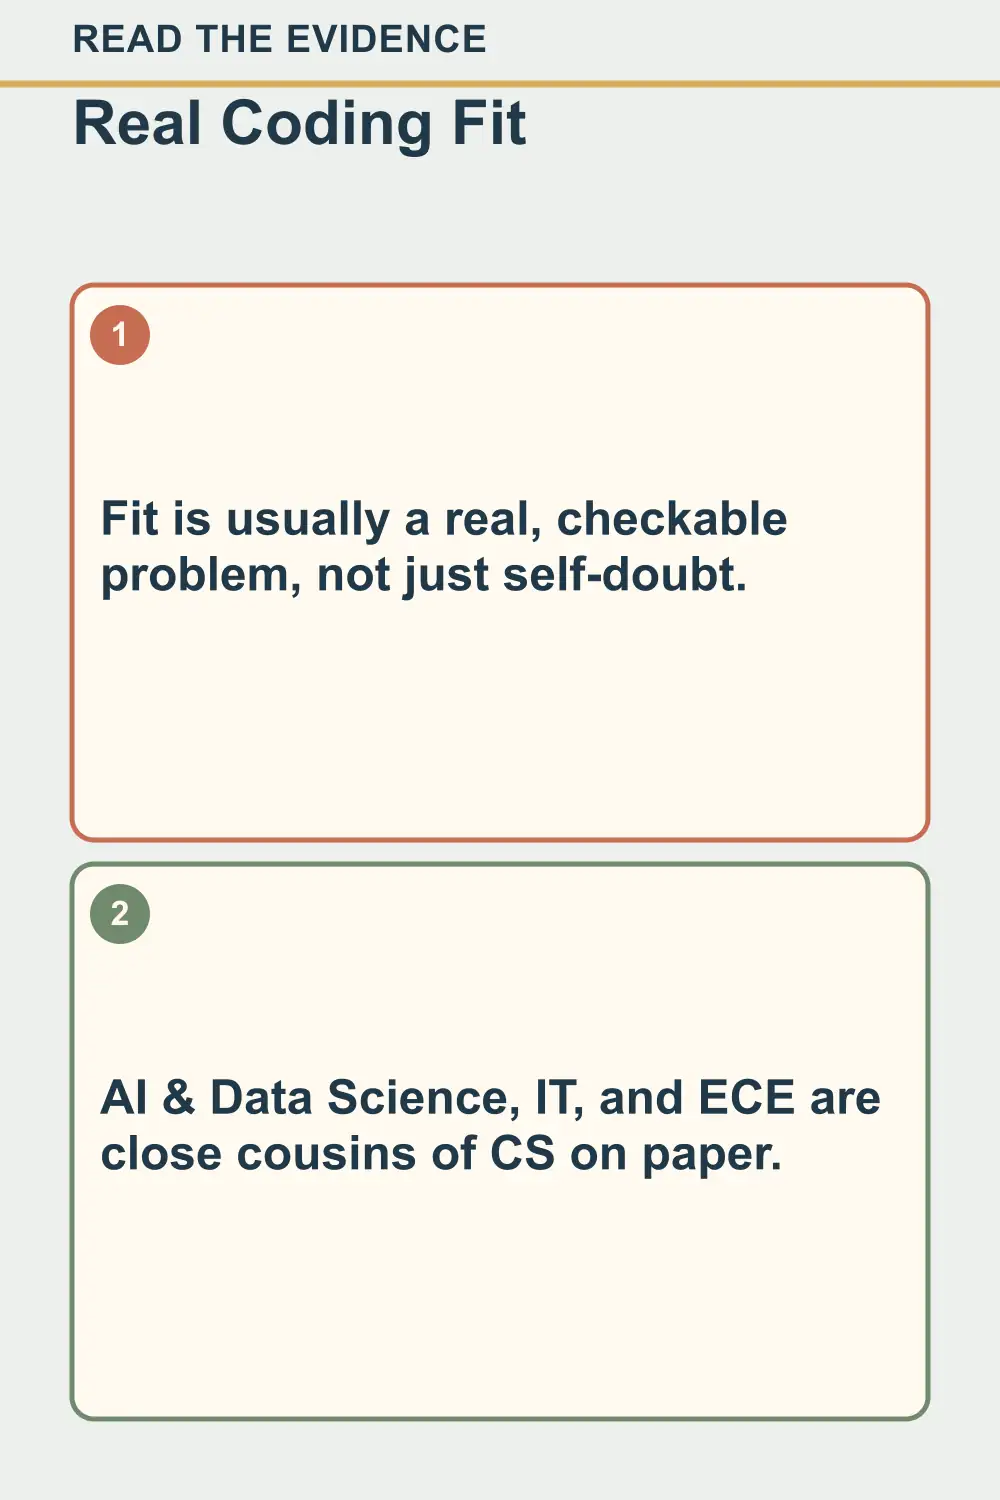 READ THE EVIDENCE
Real Coding Fit
1
Fit is usually a real, checkable
problem, not just self-doubt.
2
AI & Data Science, IT, and ECE are
close cousins of CS on paper.